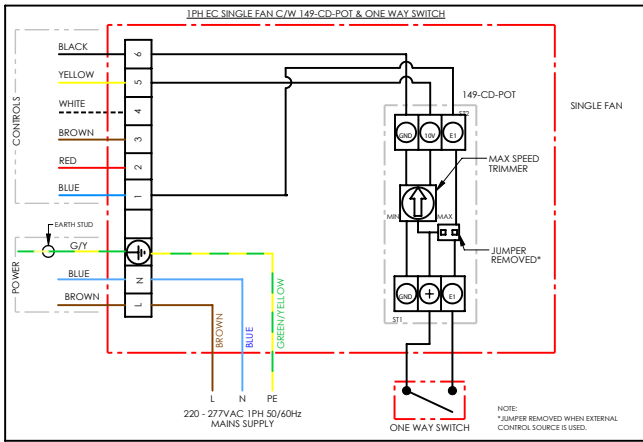 1PH EC SINGLE FAN C/W 149-CD-POT & ONE WAY SWITCH
CONTROLS
BLACK
6
YELLOW
5
WHITE
4
BROWN
3
RED
2
BLUE
1
149-CD-POT
SINGLE FAN
ST2
GND
10V
E1
MAX SPEED
TRIMMER
MIN
MAX
JUMPER
REMOVED*
GND
+
E1
ST1
POWER
EARTH STUD
G/Y
BLUE
N
BROWN
L
BROWN
BLUE
GREEN/YELLOW
L
N
PE
220 - 277VAC 1PH 50/60Hz
MAINS SUPPLY
ONE WAY SWITCH
NOTE:
*JUMPER REMOVED WHEN EXTERNAL
CONTROL SOURCE IS USED.